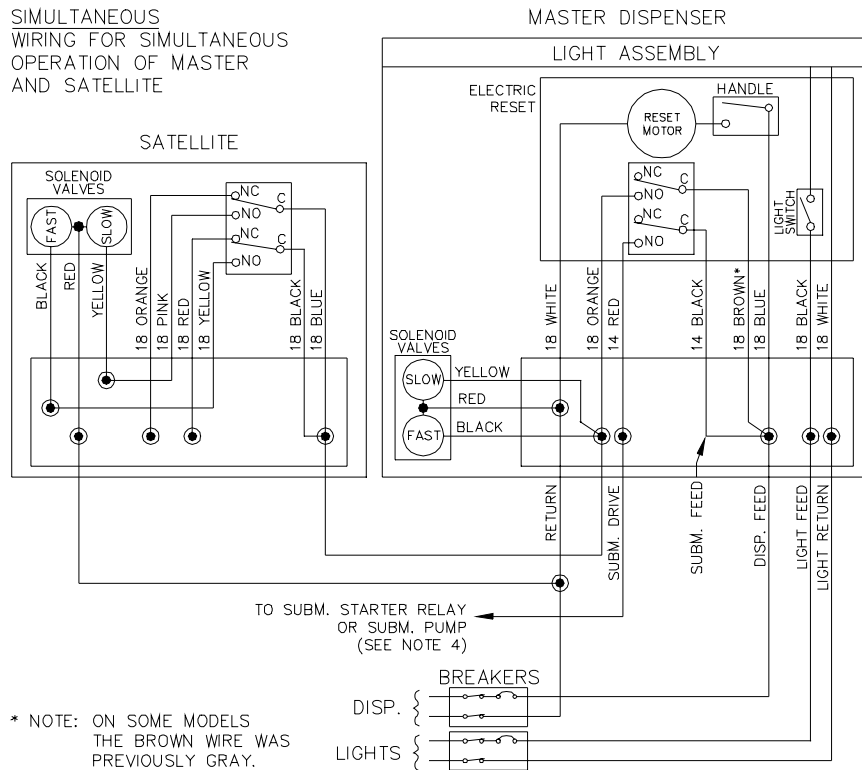 SIMULTANEOUS
WIRING FOR SIMULTANEOUS
OPERATION OF MASTER
AND SATELLITE
MASTER DISPENSER
LIGHT ASSEMBLY
ELECTRIC
RESET
RESET
MOTOR
HANDLE
NC
C
NO
NC
C
NO
LIGHT
SWITCH
SATELLITE
SOLENOID
VALVES
FAST
SLOW
NC
C
NO
NC
C
NO
BLACK
RED
YELLOW
18 ORANGE
18 PINK
18 RED
18 YELLOW
18 BLACK
18 BLUE
18 WHITE
18 ORANGE
14 RED
14 BLACK
18 BROWN*
18 BLUE
18 BLACK
18 WHITE
SOLENOID
VALVES
SLOW
FAST
YELLOW
RED
BLACK
RETURN
SUBM. DRIVE
SUBM. FEED
DISP. FEED
LIGHT FEED
LIGHT RETURN
TO SUBM. STARTER RELAY
OR SUBM. PUMP
(SEE NOTE 4)
BREAKERS
DISP.
LIGHTS
* NOTE: ON SOME MODELS
THE BROWN WIRE WAS
PREVIOUSLY GRAY.